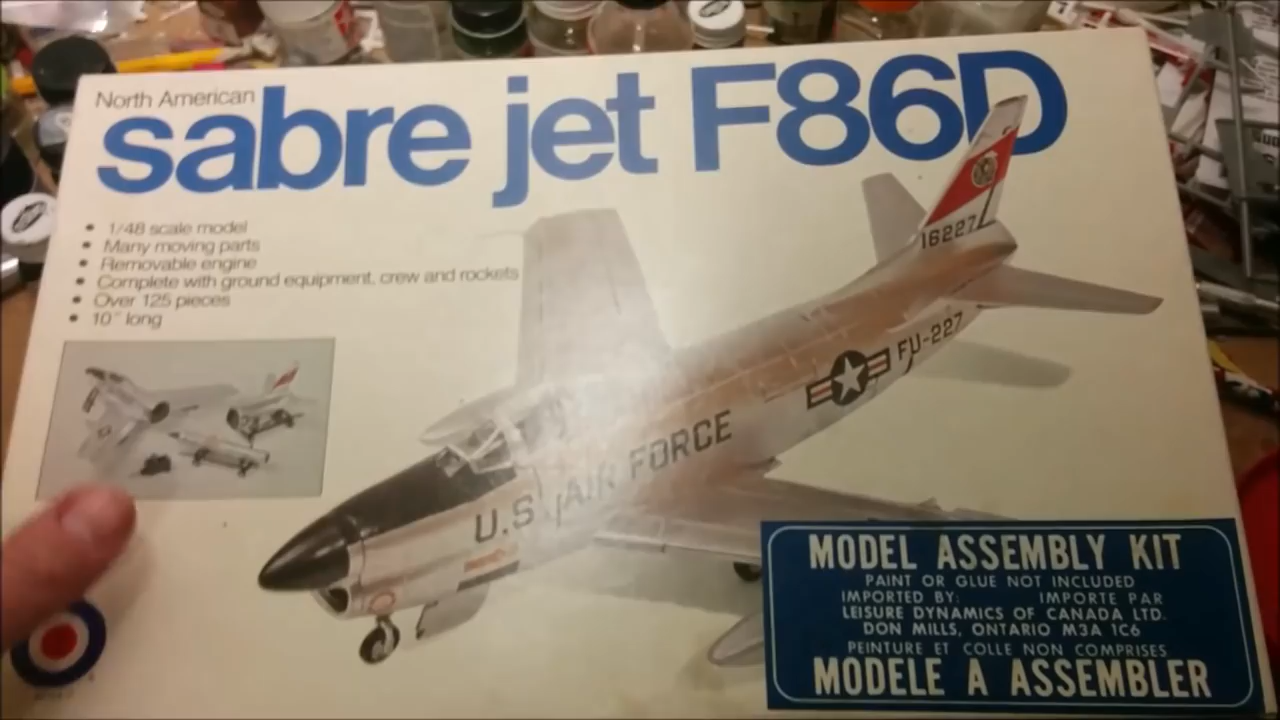 North American
sabre jet F86D
• 1/48 scale model
• Many moving parts
• Removable engine
• Complete with ground equipment, crew and rockets
• Over 125 pieces
• 10" long
16227
FU-227
U.S. AIR FORCE
MODEL ASSEMBLY KIT
PAINT OR GLUE NOT INCLUDED
IMPORTED BY: IMPORTE PAR
LEISURE DYNAMICS OF CANADA LTD.
DON MILLS, ONTARIO M3A 1C6
PEINTURE ET COLLE NON COMPRISES
MODELE A ASSEMBLER